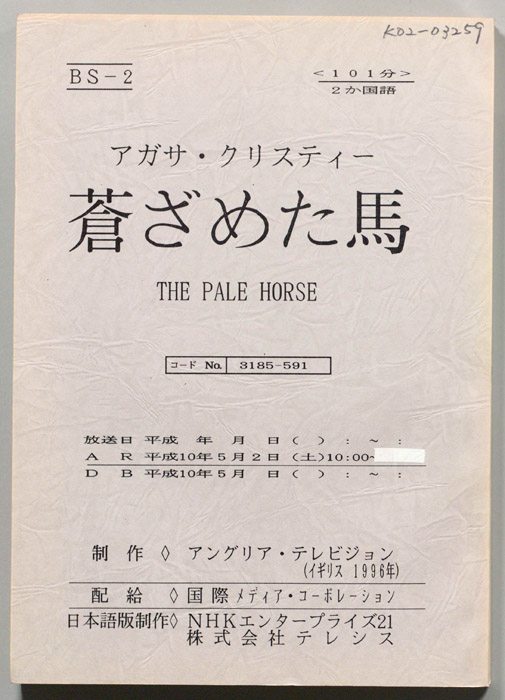 K02-03259
BS-2
<101分>
2か国語
アガサ・クリスティー
蒼ざめた馬
THE PALE HORSE
コード No. 3185-591
放送日 平成 年 月 日 ( ) : ~ :
A R 平成10年5月2日 (土)10:00~
D B 平成10年5月 日 ( ) : ~ :
制作◇ アングリア・テレビジョン
(イギリス 1996年)
配給 ◇国際メディア・コーポレーション
日本語版制作◇ NHKエンタープライズ21
株式会社テレシス